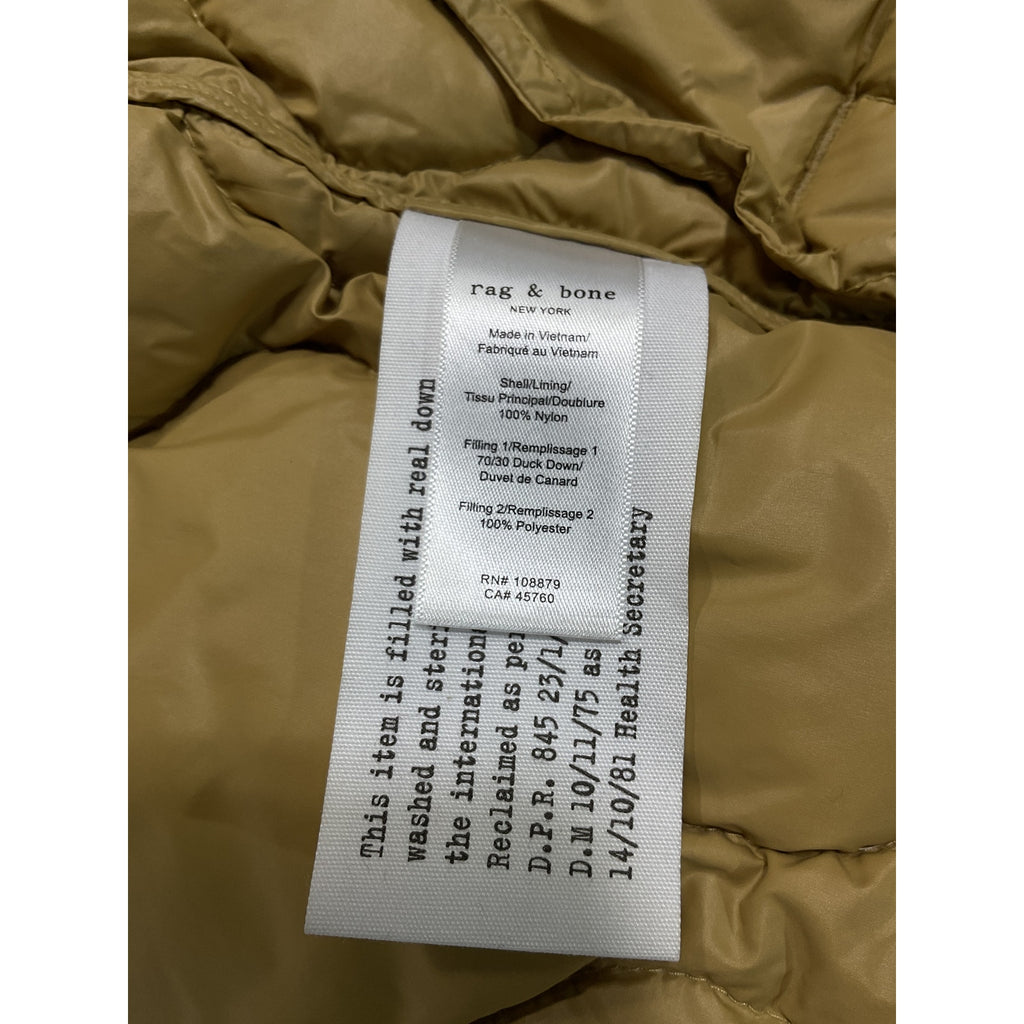 rag & bone
NEW YORK
Made in Vietnam/
Fabriqué au Vietnam
Shell/Lining/
Tissu Principal/Doublure
100% Nylon
Filling 1/Remplissage 1
70/30 Duck Down/
Duvet de Canard
Filling 2/Remplissage 2
100% Polyester
RN# 108879
CA# 45760
This item is filled with real down
washed and
the
Reclaimed as
D.P.R. 845 23/1/
D.M 10/11/75 as
14/10/81 Health Secretary